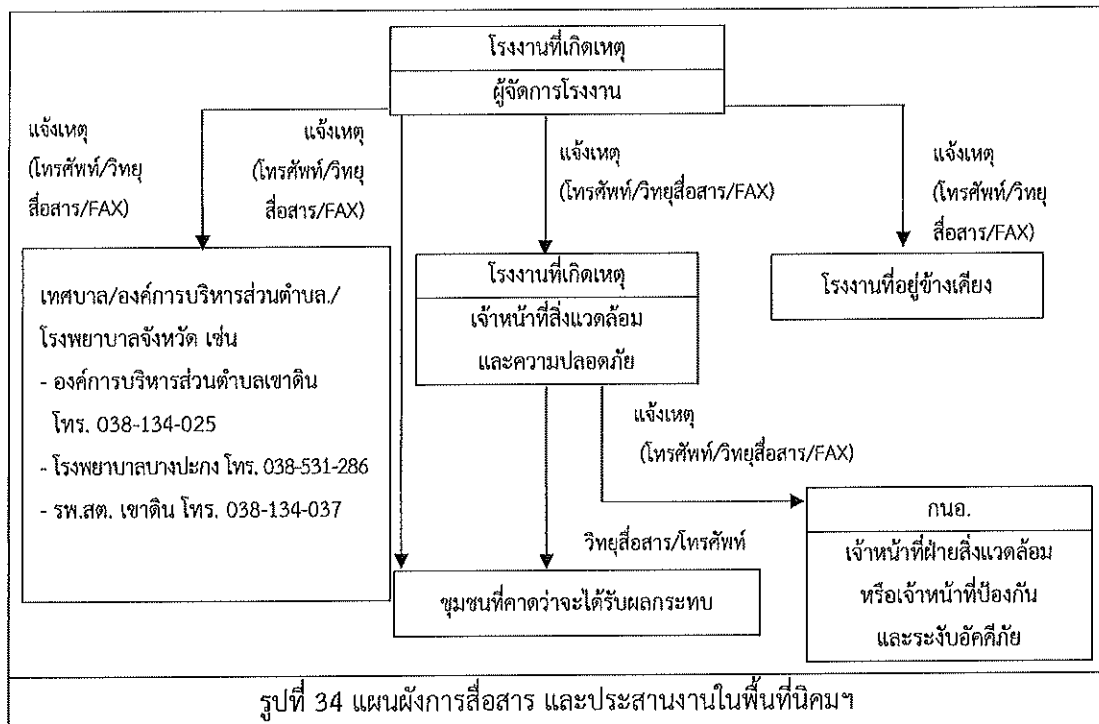 โรงงานที่เกิดเหตุ
ผู้จัดการโรงงาน
แจ้งเหตุ
(โทรศัพท์/วิทยุ
สื่อสาร/FAX)
แจ้งเหตุ
(โทรศัพท์/วิทยุ
สื่อสาร/FAX)
แจ้งเหตุ
(โทรศัพท์/วิทยุสื่อสาร/FAX)
แจ้งเหตุ
(โทรศัพท์/วิทยุ
สื่อสาร/FAX)
เทศบาล/องค์การบริหารส่วนตำบล./
โรงพยาบาลจังหวัด เช่น
- องค์การบริหารส่วนตำบลเขาดิน
โทร. 038-134-025
- โรงพยาบาลบางปะกง โทร. 038-531-286
- รพ.สต. เขาดิน โทร. 038-134-037
โรงงานที่เกิดเหตุ
เจ้าหน้าที่สิ่งแวดล้อม
และความปลอดภัย
โรงงานที่อยู่ข้างเคียง
แจ้งเหตุ
(โทรศัพท์/วิทยุสื่อสาร/FAX)
วิทยุสื่อสาร/โทรศัพท์
ชุมชนที่คาดว่าจะได้รับผลกระทบ
กนอ.
เจ้าหน้าที่ฝ่ายสิ่งแวดล้อม
หรือเจ้าหน้าที่ป้องกัน
และระงับอัคคีภัย
รูปที่ 34 แผนผังการสื่อสาร และประสานงานในพื้นที่นิคมฯ